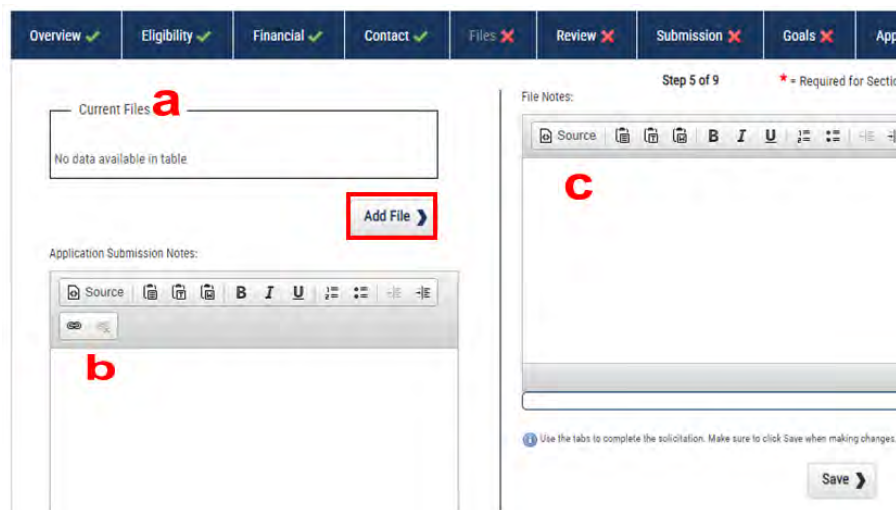 Overview Eligibility Financial Contact Files Review Submission Goals App
Step 5 of 9 * = Required for Sectio
Current Files a
No data available in table
Add File
Application Submission Notes:
Source B I U
b
File Notes:
Source B I U
c
Use the tabs to complete the solicitation. Make sure to click Save when making changes.
Save